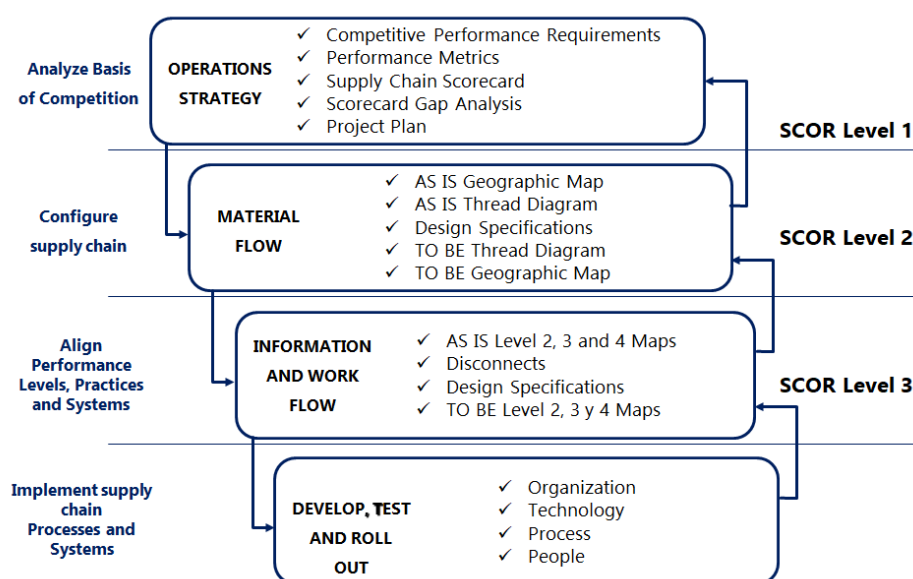 Analyze Basis
of Competition
OPERATIONS
STRATEGY
✓ Competitive Performance Requirements
✓ Performance Metrics
✓ Supply Chain Scorecard
✓ Scorecard Gap Analysis
✓ Project Plan
SCOR Level 1
Configure
supply chain
MATERIAL
FLOW
✓ AS IS Geographic Map
✓ AS IS Thread Diagram
✓ Design Specifications
✓ TO BE Thread Diagram
✓ TO BE Geographic Map
SCOR Level 2
Align
Performance
Levels, Practices
and Systems
INFORMATION
AND WORK
FLOW
✓ AS IS Level 2, 3 and 4 Maps
✓ Disconnects
✓ Design Specifications
✓ TO BE Level 2, 3 y 4 Maps
SCOR Level 3
Implement supply
chain
Processes and
Systems
DEVELOP, TEST
AND ROLL
OUT
✓ Organization
✓ Technology
✓ Process
✓ People